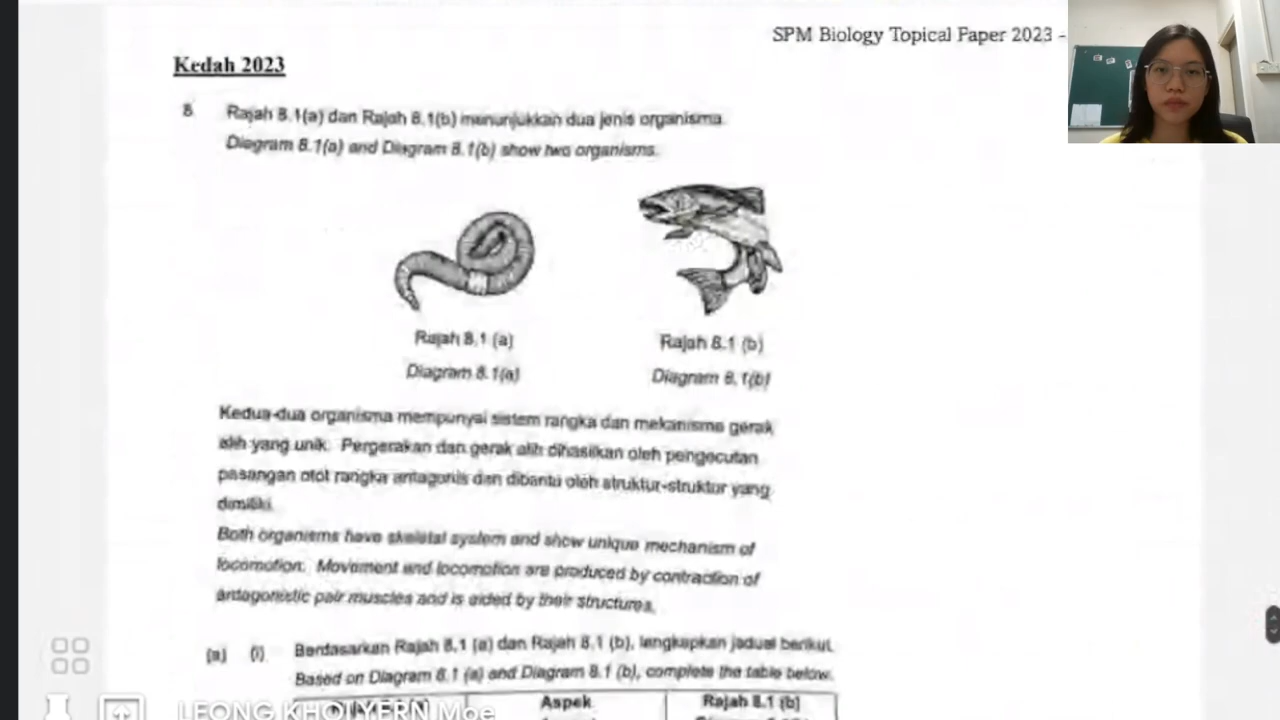 SPM Biology Topical Faper 2023 -
Kedah 2023
8 Rajah 8.1(a) dan Rajah 8.1(b) menunjukkan dua jenis organisma.
Diagram 8.1(a) and Diagram 8.1(b) show two organisms.
Rajah 8.1 (a)
Diagram 8.1(a)
Rajah 8.1 (b)
Diagram 8.1(b)
Kedua-dua organisma mempunyai sistem rangka dan mekanisme gerak
alih yang unik. Pergerakan dan gerak alih dihasilkan oleh pengecutan
pasangan otot rangka antagonis dan dibantu oleh struktur-struktur yang
dimiliki.
Both organisms have skeletal system and show unique mechanism of
locomotion. Movement and locomotion are produced by contraction of
antagonistic pair muscles and is aided by their structures.
(a) (i) Berdasarkan Rajah 8.1 (a) dan Rajah 8.1 (b), lengkapkan jadual berikut.
Based on Diagram 8.1 (a) and Diagram 8.1 (b), complete the table below.
Aspek
Rajah 8.1 (b)
LEONG KHOI YERN Moe